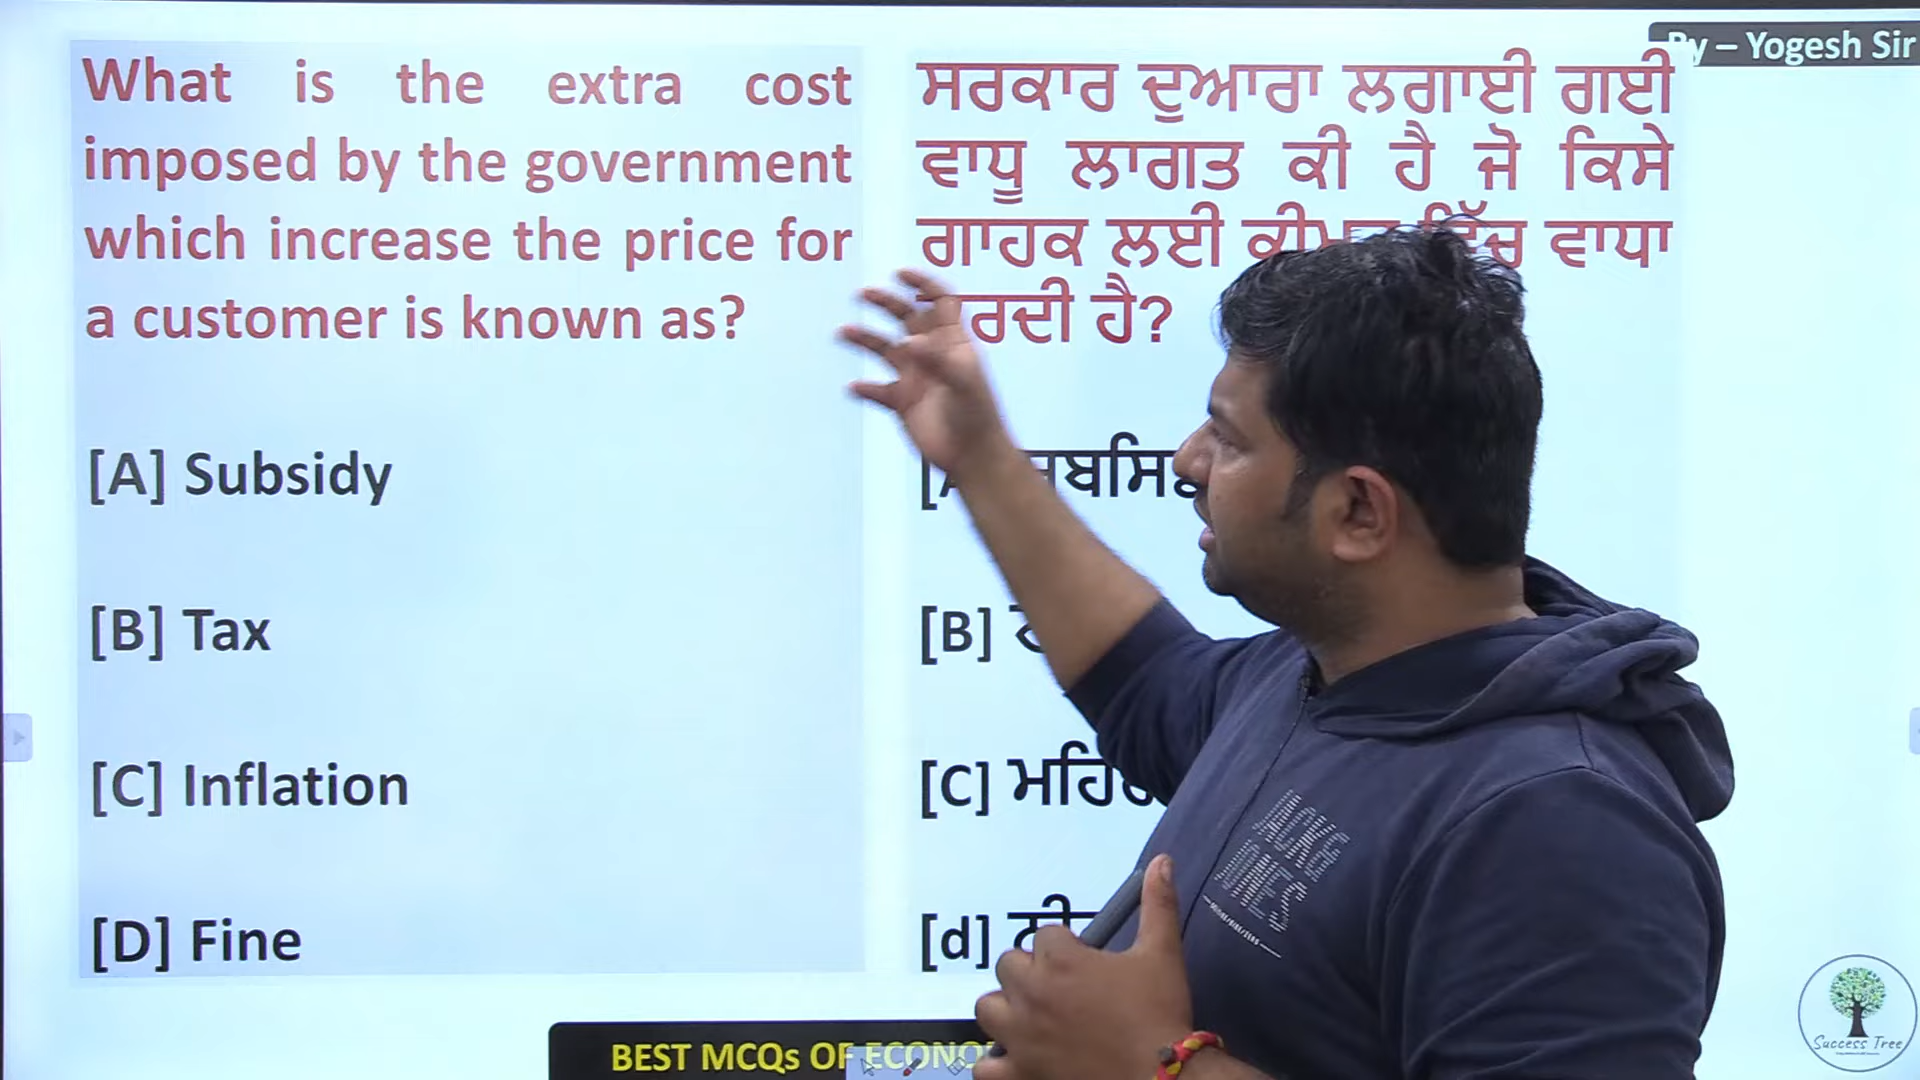 By – Yogesh Sir
What is the extra cost
imposed by the government
which increase the price for
a customer is known as?
[A] Subsidy
[B] Tax
[C] Inflation
[D] Fine
ਸਰਕਾਰ ਦੁਆਰਾ ਲਗਾਈ ਗਈ
ਵਾਧੂ ਲਾਗਤ ਕੀ ਹੈ ਜੋ ਕਿਸੇ
ਗਾਹਕ ਲਈ ਵਾਧਾ
ਹੈ?
[B]
[C]
[d]
BEST MCQs OF
Success Tree